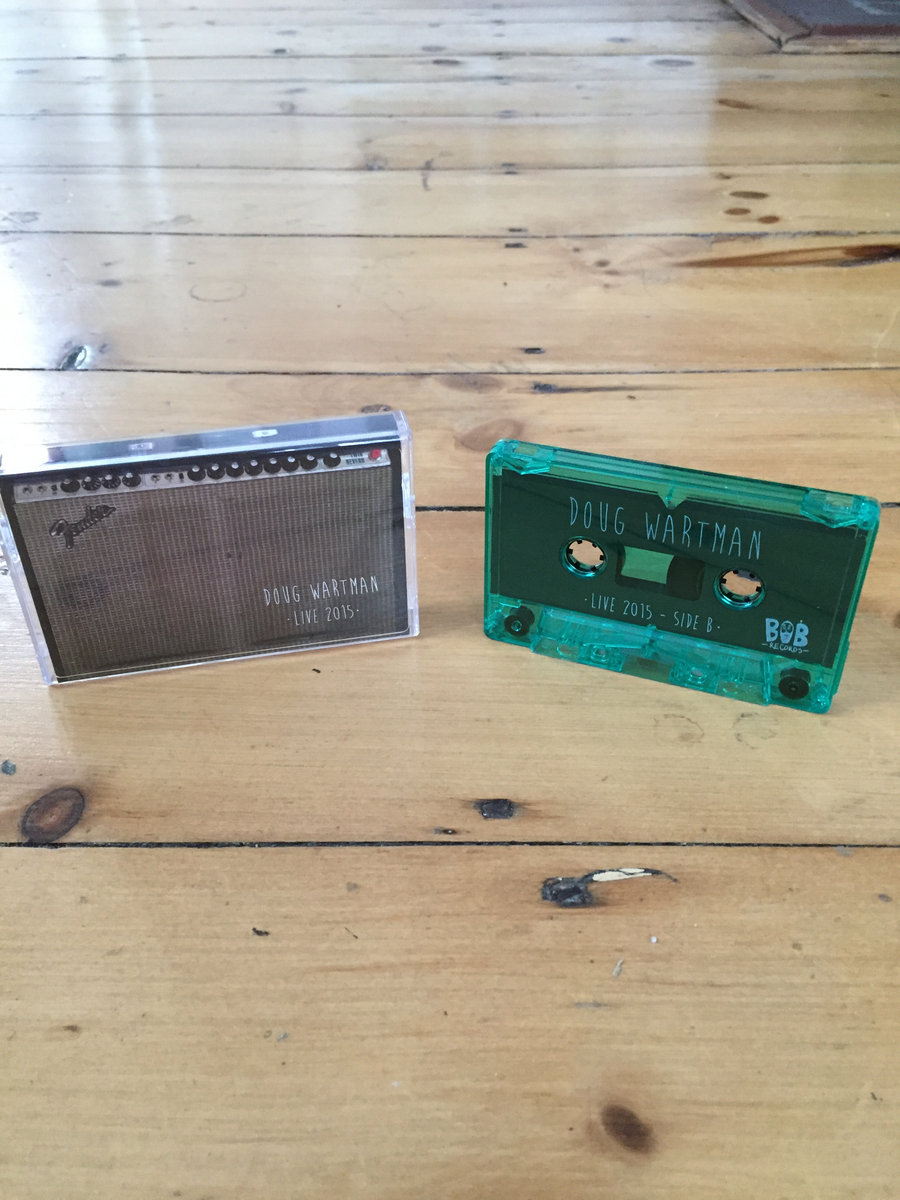 Fender
DOUG WARTMAN
·LIVE 2015·
DOUG WARTMAN
·LIVE 2015 - SIDE B·
BOB
-RECORDS-